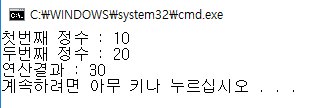 C:\WINDOWS\system32\cmd.exe
첫번째 정수 : 10
두번째 정수 : 20
연산결과 : 30
계속하려면 아무 키나 누르십시오 . . .